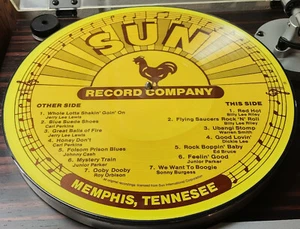 SUN
RECORD COMPANY
OTHER SIDE
1. Whole Lotta Shakin' Goin' On
Jerry Lee Lewis
2. Blue Suede Shoes
Carl Perkins
3. Great Balls of Fire
Jerry Lee Lewis
4. Honey Don't
Carl Perkins
5. Folsom Prison Blues
Johnny Cash
6. Mystery Train
Junior Parker
7. Ooby Dooby
Roy Orbison
THIS SIDE
1. Red Hot
Billy Lee Riley
2. Flying Saucers Rock 'N' Roll
Billy Lee Riley
3. Ubangi Stomp
Warren Smith
4. Good Lovin'
Dickie Lee
5. Rock Boppin' Baby
Ed Bruce
6. Feelin' Good
Junior Parker
7. We Want to Boogie
Sonny Burgess
MEMPHIS, TENNESSEE